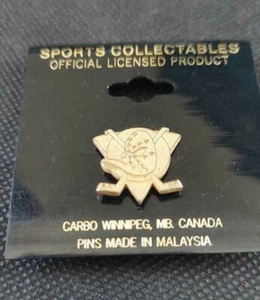 SPORTS COLLECTABLES
OFFICIAL LICENSED PRODUCT
CARBO WINNIPEG, MB. CANADA
PINS MADE IN MALAYSIA